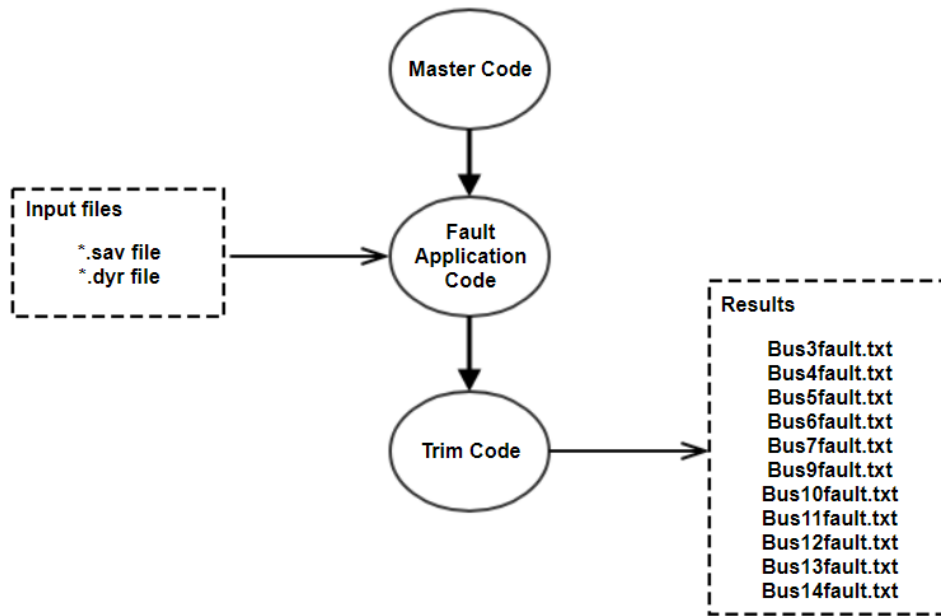 Master Code
Input files
*.sav file
*.dyr file
Fault
Application
Code
Trim Code
Results
Bus3fault.txt
Bus4fault.txt
Bus5fault.txt
Bus6fault.txt
Bus7fault.txt
Bus9fault.txt
Bus10fault.txt
Bus11fault.txt
Bus12fault.txt
Bus13fault.txt
Bus14fault.txt